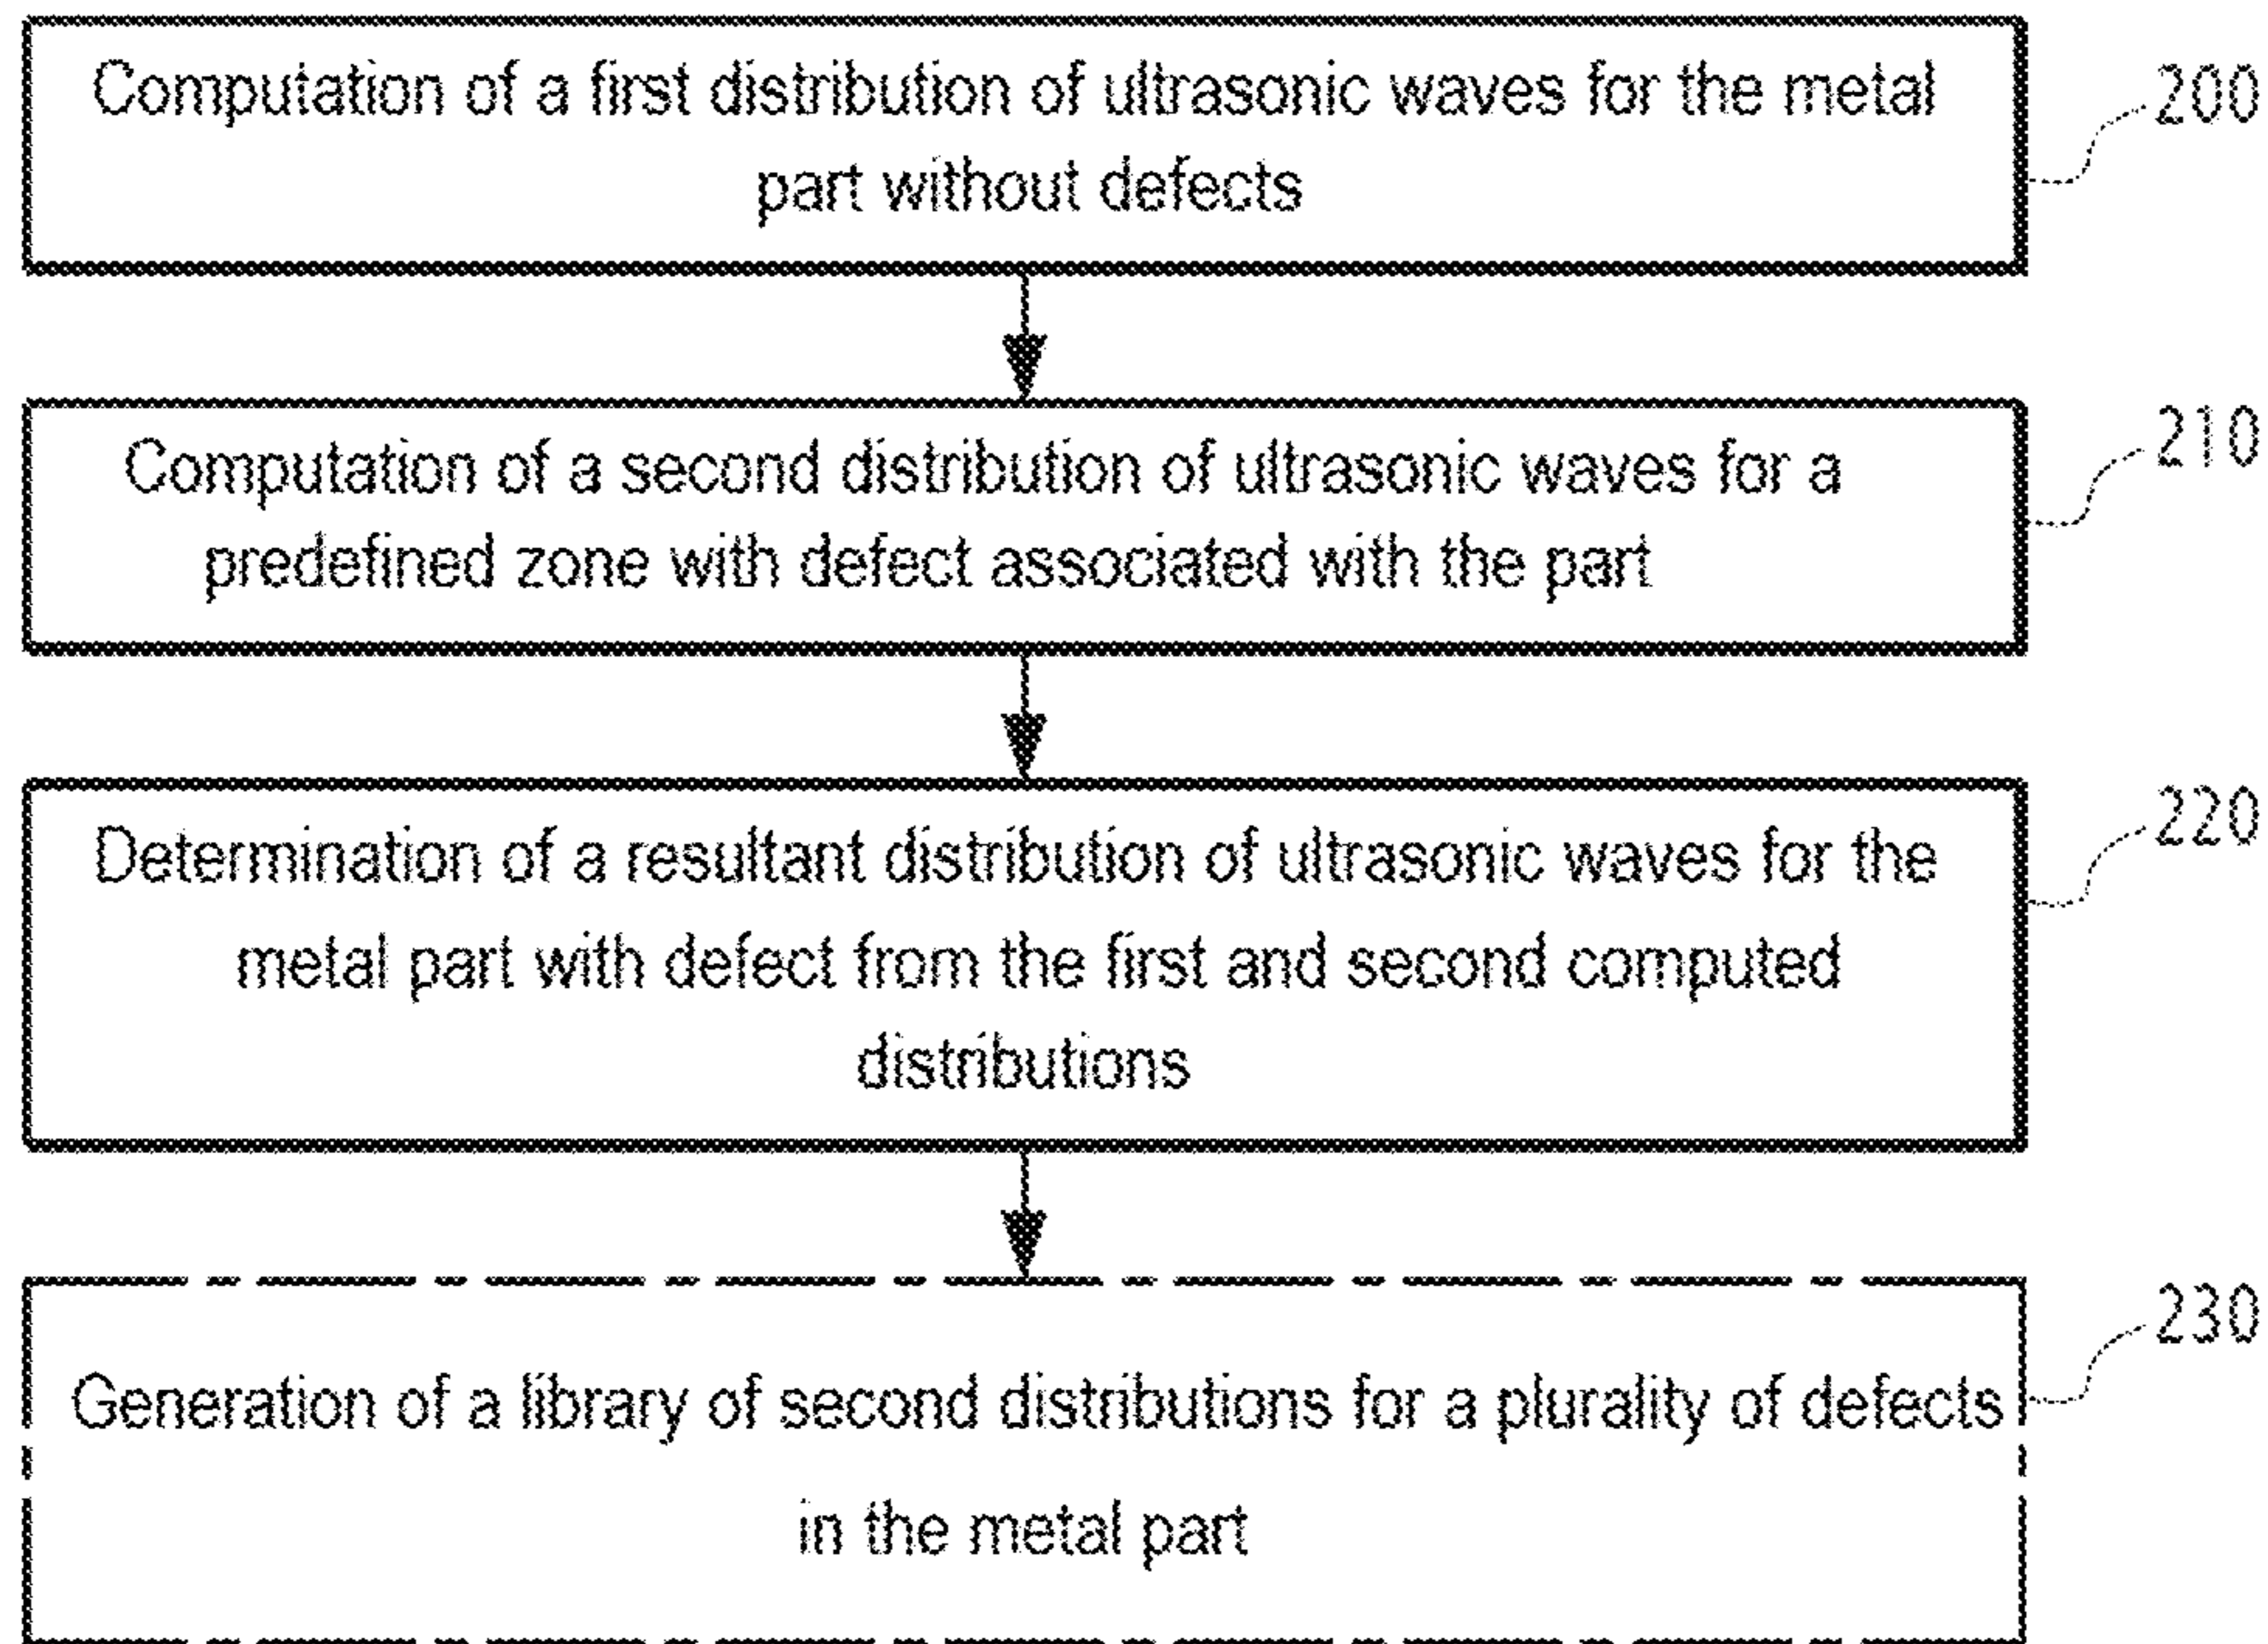 Computation of a first distribution of ultrasonic waves for the metal
part without defects
200
Computation of a second distribution of ultrasonic waves for a
predefined zone with defect associated with the part
210
Determination of a resultant distribution of ultrasonic waves for the
metal part with defect from the first and second computed
distributions
220
Generation of a library of second distributions for a plurality of defects
in the metal part
230